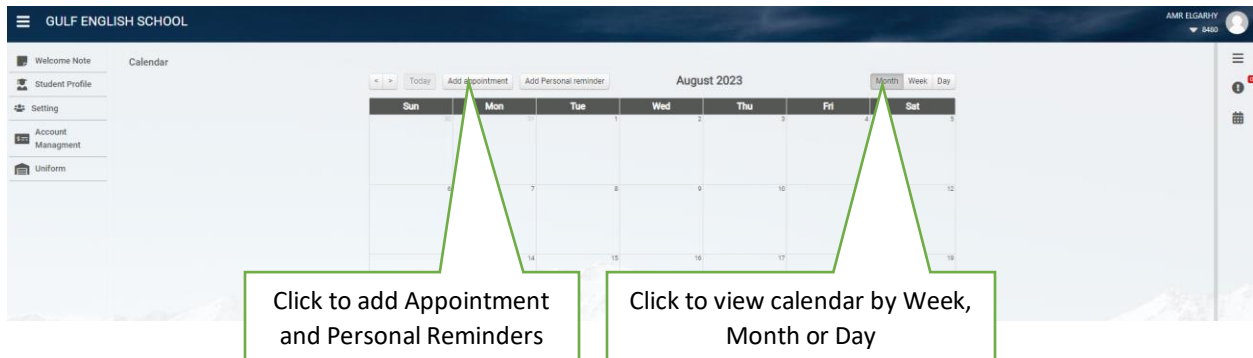 GULF ENGLISH SCHOOL
AMR ELGARHY
8480
Welcome Note
Student Profile
Setting
Account
Managment
Uniform
Calendar
< > Today Add appointment Add Personal reminder August 2023 Month Week Day
Sun Mon Tue Wed Thu Fri Sat
30 31 1 2 3 4 5
6 7 8 9 10 12
14 15 16 17 19
Click to add Appointment
and Personal Reminders
Click to view calendar by Week,
Month or Day